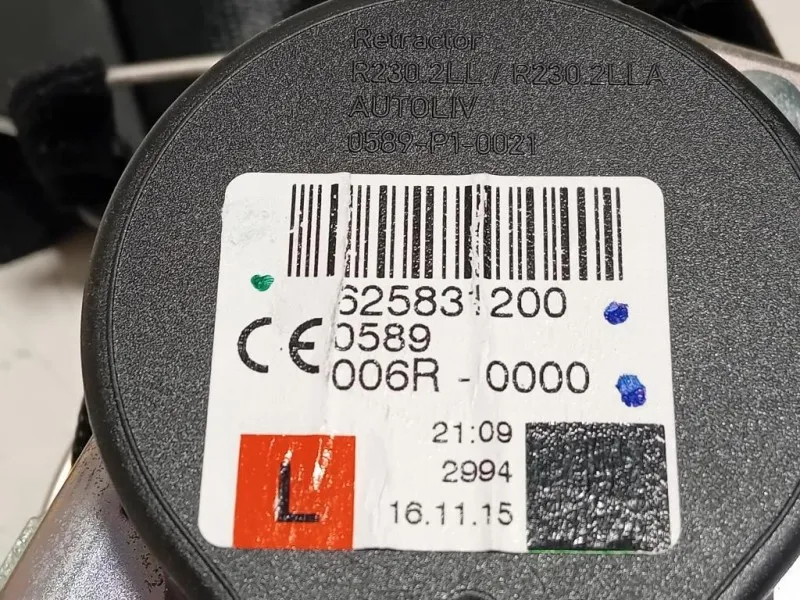 Retractor
R230.2LL / R230.2LLA
AUTOLIV
0589-P1-0021
625831200
CE 0589
006R - 0000
21:09
L 2994
16.11.15